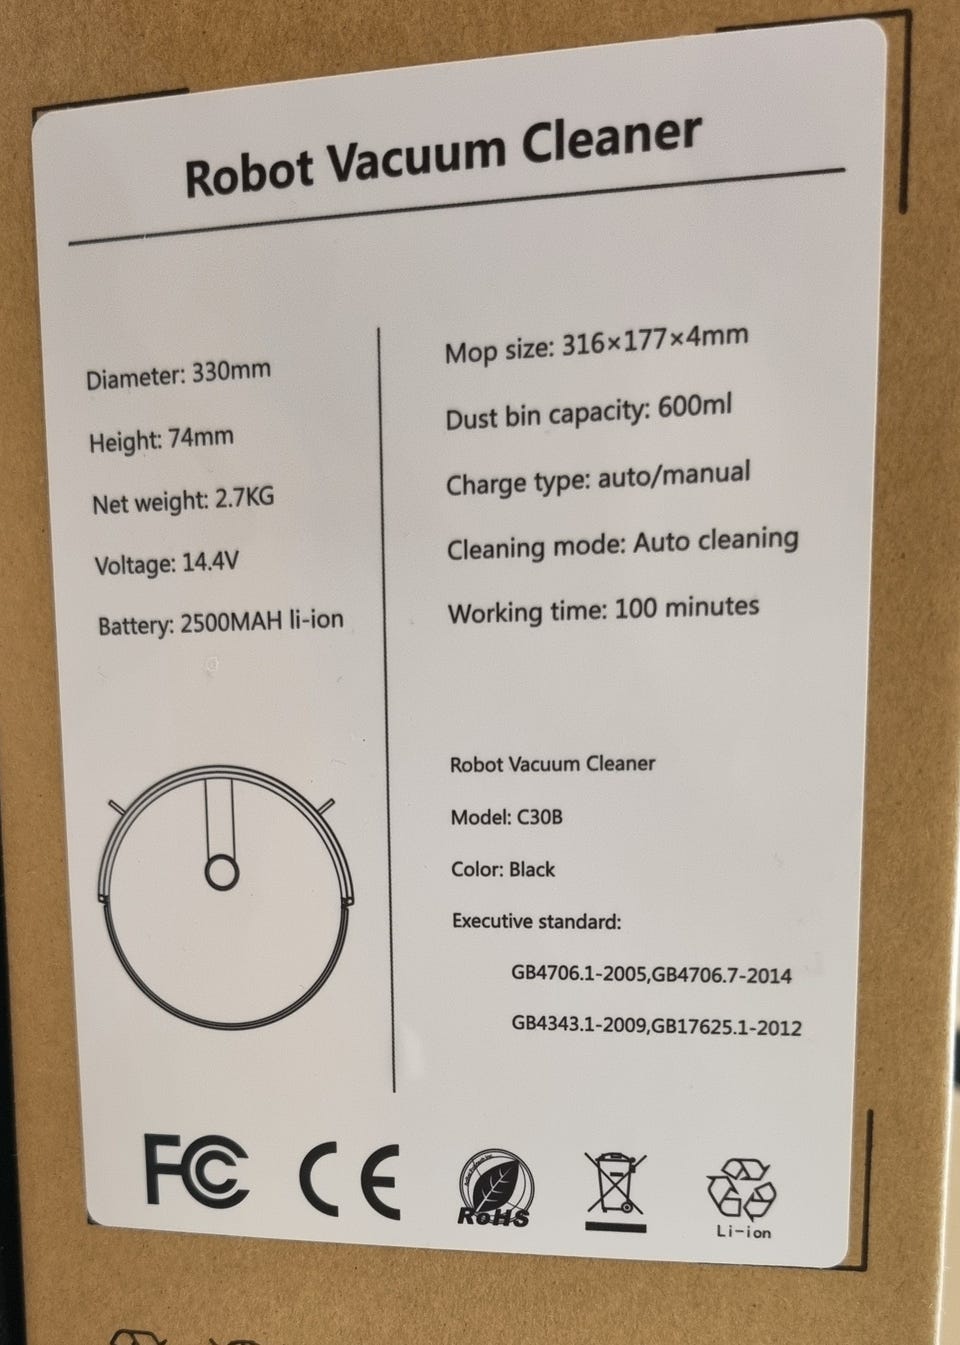 Robot Vacuum Cleaner
Diameter: 330mm
Height: 74mm
Net weight: 2.7KG
Voltage: 14.4V
Battery: 2500MAH li-ion
Mop size: 316×177×4mm
Dust bin capacity: 600ml
Charge type: auto/manual
Cleaning mode: Auto cleaning
Working time: 100 minutes
Robot Vacuum Cleaner
Model: C30B
Color: Black
Executive standard:
GB4706.1-2005,GB4706.7-2014
GB4343.1-2009,GB17625.1-2012
FC CE RoHS Li-ion